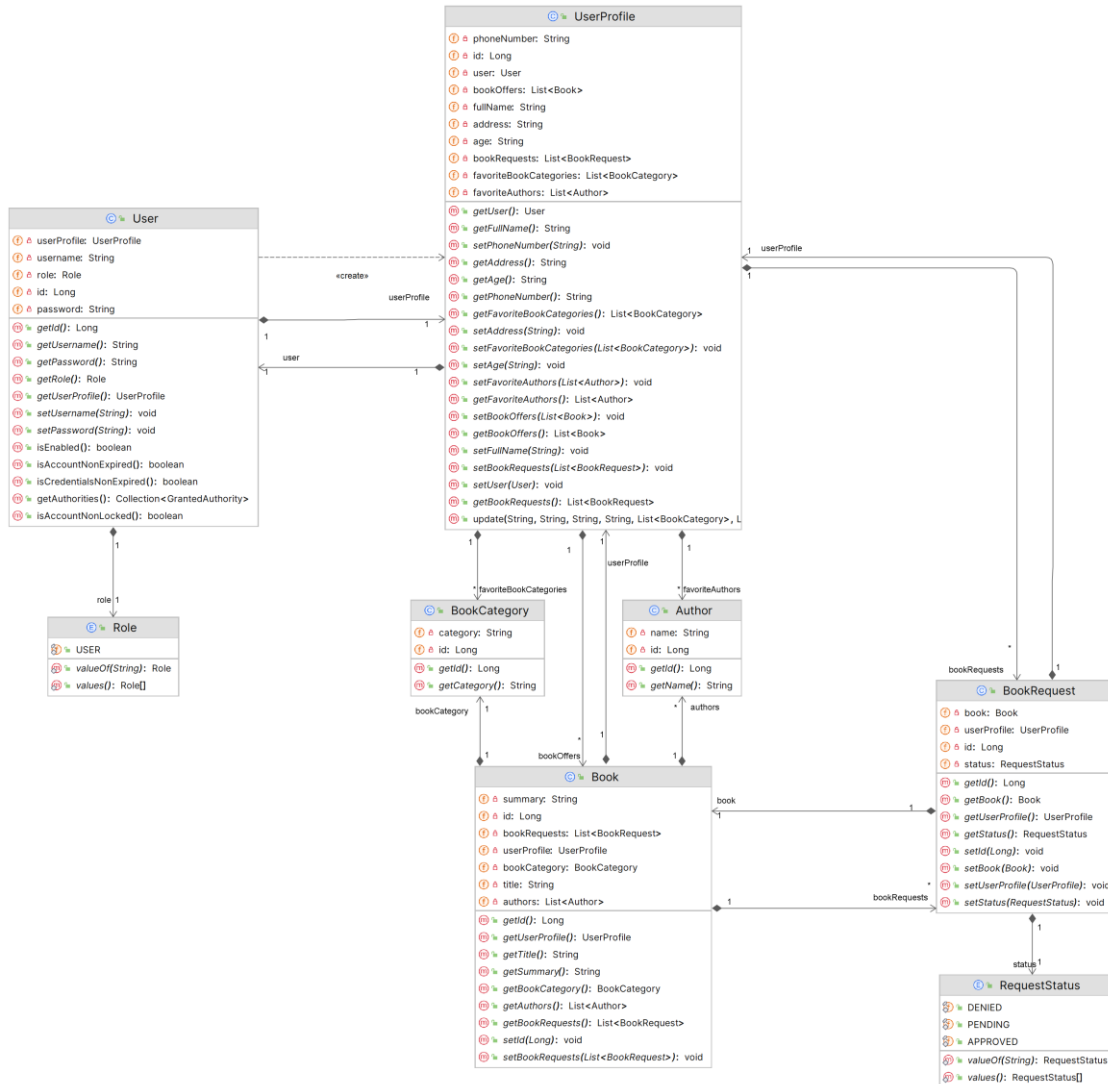 UserProfile
phoneNumber: String
id: Long
user: User
bookOffers: List<Book>
fullName: String
address: String
age: String
bookRequests: List<BookRequest>
favoriteBookCategories: List<BookCategory>
favoriteAuthors: List<Author>
getUser(): User
getFullName(): String
setPhoneNumber(String): void
getAddress(): String
getAge(): String
getPhoneNumber(): String
getFavoriteBookCategories(): List<BookCategory>
setAddress(String): void
setFavoriteBookCategories(List<BookCategory>): void
setAge(String): void
setFavoriteAuthors(List<Author>): void
getFavoriteAuthors(): List<Author>
setBookOffers(List<Book>): void
getBookOffers(): List<Book>
setFullName(String): void
setBookRequests(List<BookRequest>): void
setUser(User): void
getBookRequests(): List<BookRequest>
update(String, String, String, String, List<BookCategory>, L
User
userProfile: UserProfile
username: String
role: Role
id: Long
password: String
getId(): Long
getUsername(): String
getPassword(): String
getRole(): Role
getUserProfile(): UserProfile
setUsername(String): void
setPassword(String): void
isEnabled(): boolean
isAccountNonExpired(): boolean
isCredentialsNonExpired(): boolean
getAuthorities(): Collection<GrantedAuthority>
isAccountNonLocked(): boolean
«create»
userProfile
1
1
user
1
1
1
userProfile
1
1
role 1
Role
USER
valueOf(String): Role
values(): Role[]
1
* favoriteBookCategories
1
1
userProfile
1
* favoriteAuthors
BookCategory
category: String
id: Long
getId(): Long
getCategory(): String
Author
name: String
id: Long
getId(): Long
getName(): String
bookCategory
1
1
*
bookOffers
1
* authors
1
*
bookRequests
1
BookRequest
book: Book
userProfile: UserProfile
id: Long
status: RequestStatus
getId(): Long
getBook(): Book
getUserProfile(): UserProfile
getStatus(): RequestStatus
setId(Long): void
setBook(Book): void
setUserProfile(UserProfile): void
setStatus(RequestStatus): void
Book
summary: String
id: Long
bookRequests: List<BookRequest>
userProfile: UserProfile
bookCategory: BookCategory
title: String
authors: List<Author>
getId(): Long
getUserProfile(): UserProfile
getTitle(): String
getSummary(): String
getBookCategory(): BookCategory
getAuthors(): List<Author>
getBookRequests(): List<BookRequest>
setId(Long): void
setBookRequests(List<BookRequest>): void
book
1
1
1
bookRequests
*
1
status 1
RequestStatus
DENIED
PENDING
APPROVED
valueOf(String): RequestStatus
values(): RequestStatus[]